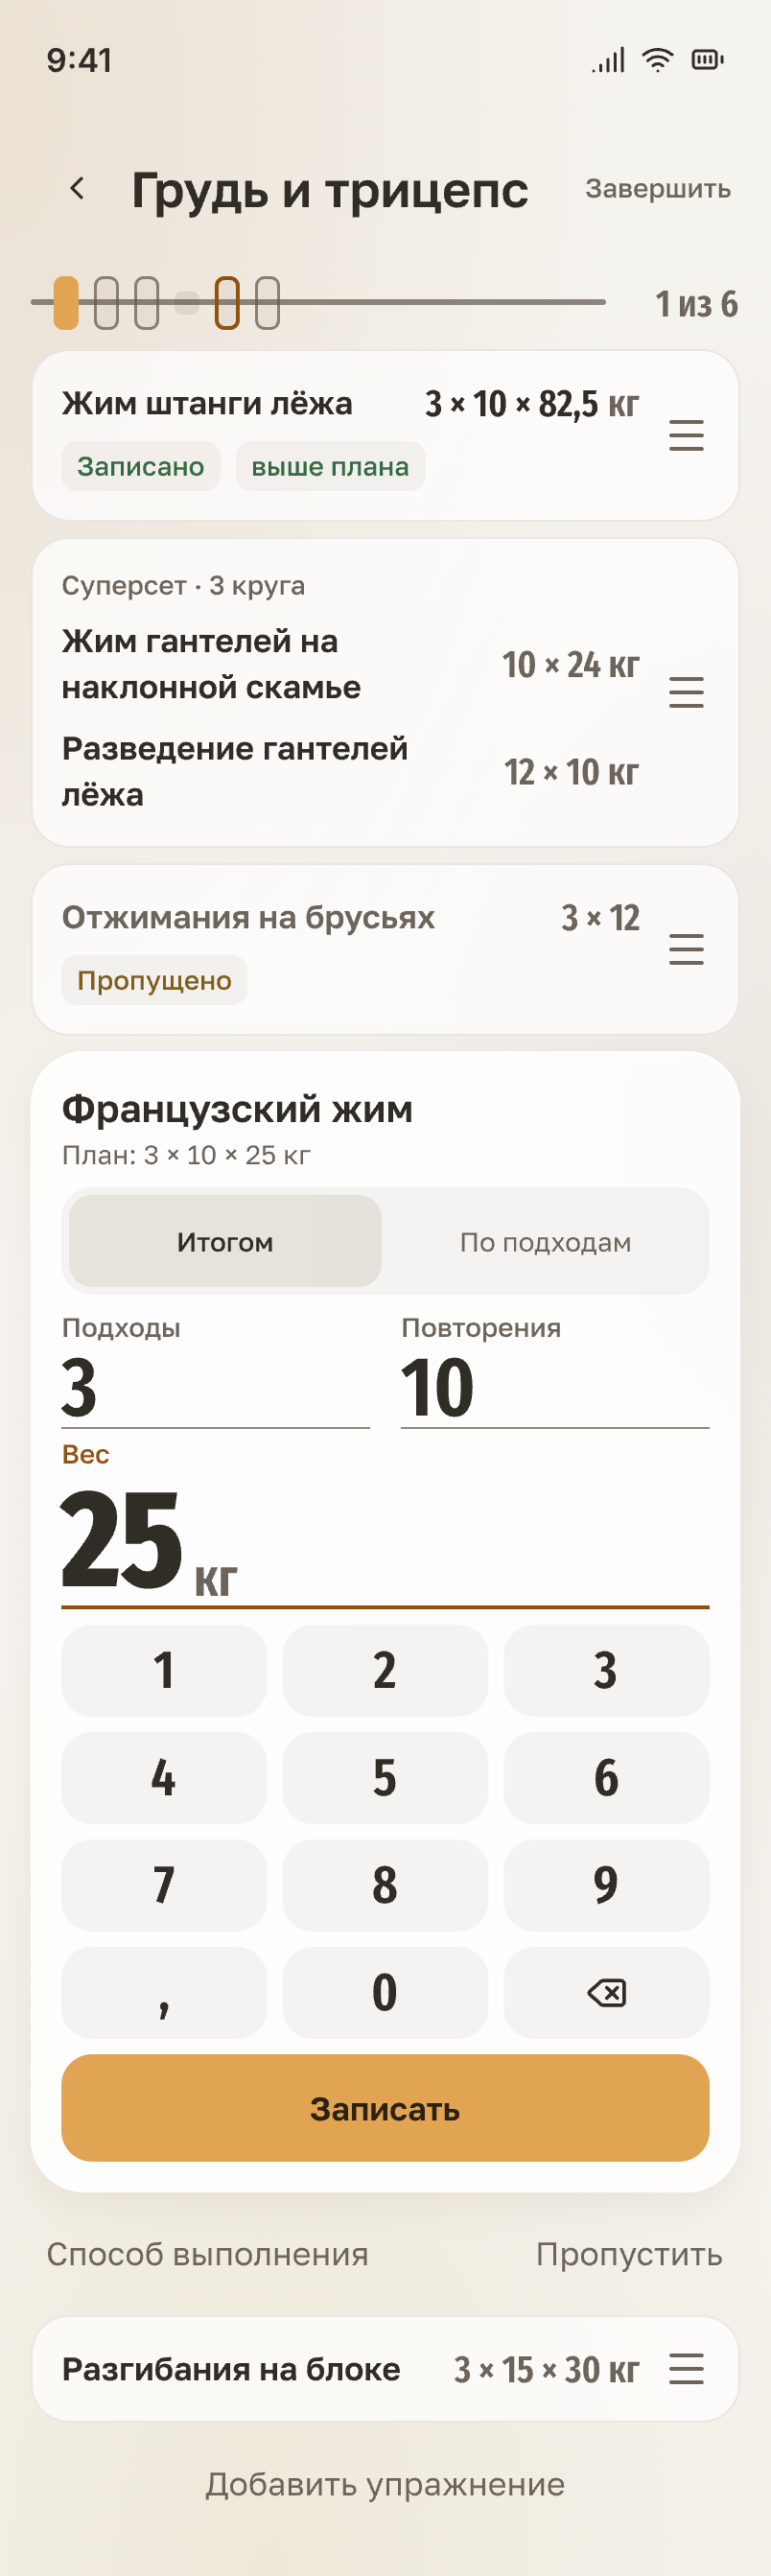 9:41
Грудь и трицепс
Завершить
1 из 6
Жим штанги лёжа
3 × 10 × 82,5 кг
Записано
выше плана
Суперсет · 3 круга
Жим гантелей на
наклонной скамье
10 × 24 кг
Разведение гантелей
лёжа
12 × 10 кг
Отжимания на брусьях
3 × 12
Пропущено
Французский жим
План: 3 × 10 × 25 кг
Итогом
По подходам
Подходы
Повторения
3
10
Вес
25 кг
1
2
3
4
5
6
7
8
9
,
0
Записать
Способ выполнения
Пропустить
Разгибания на блоке
3 × 15 × 30 кг
Добавить упражнение